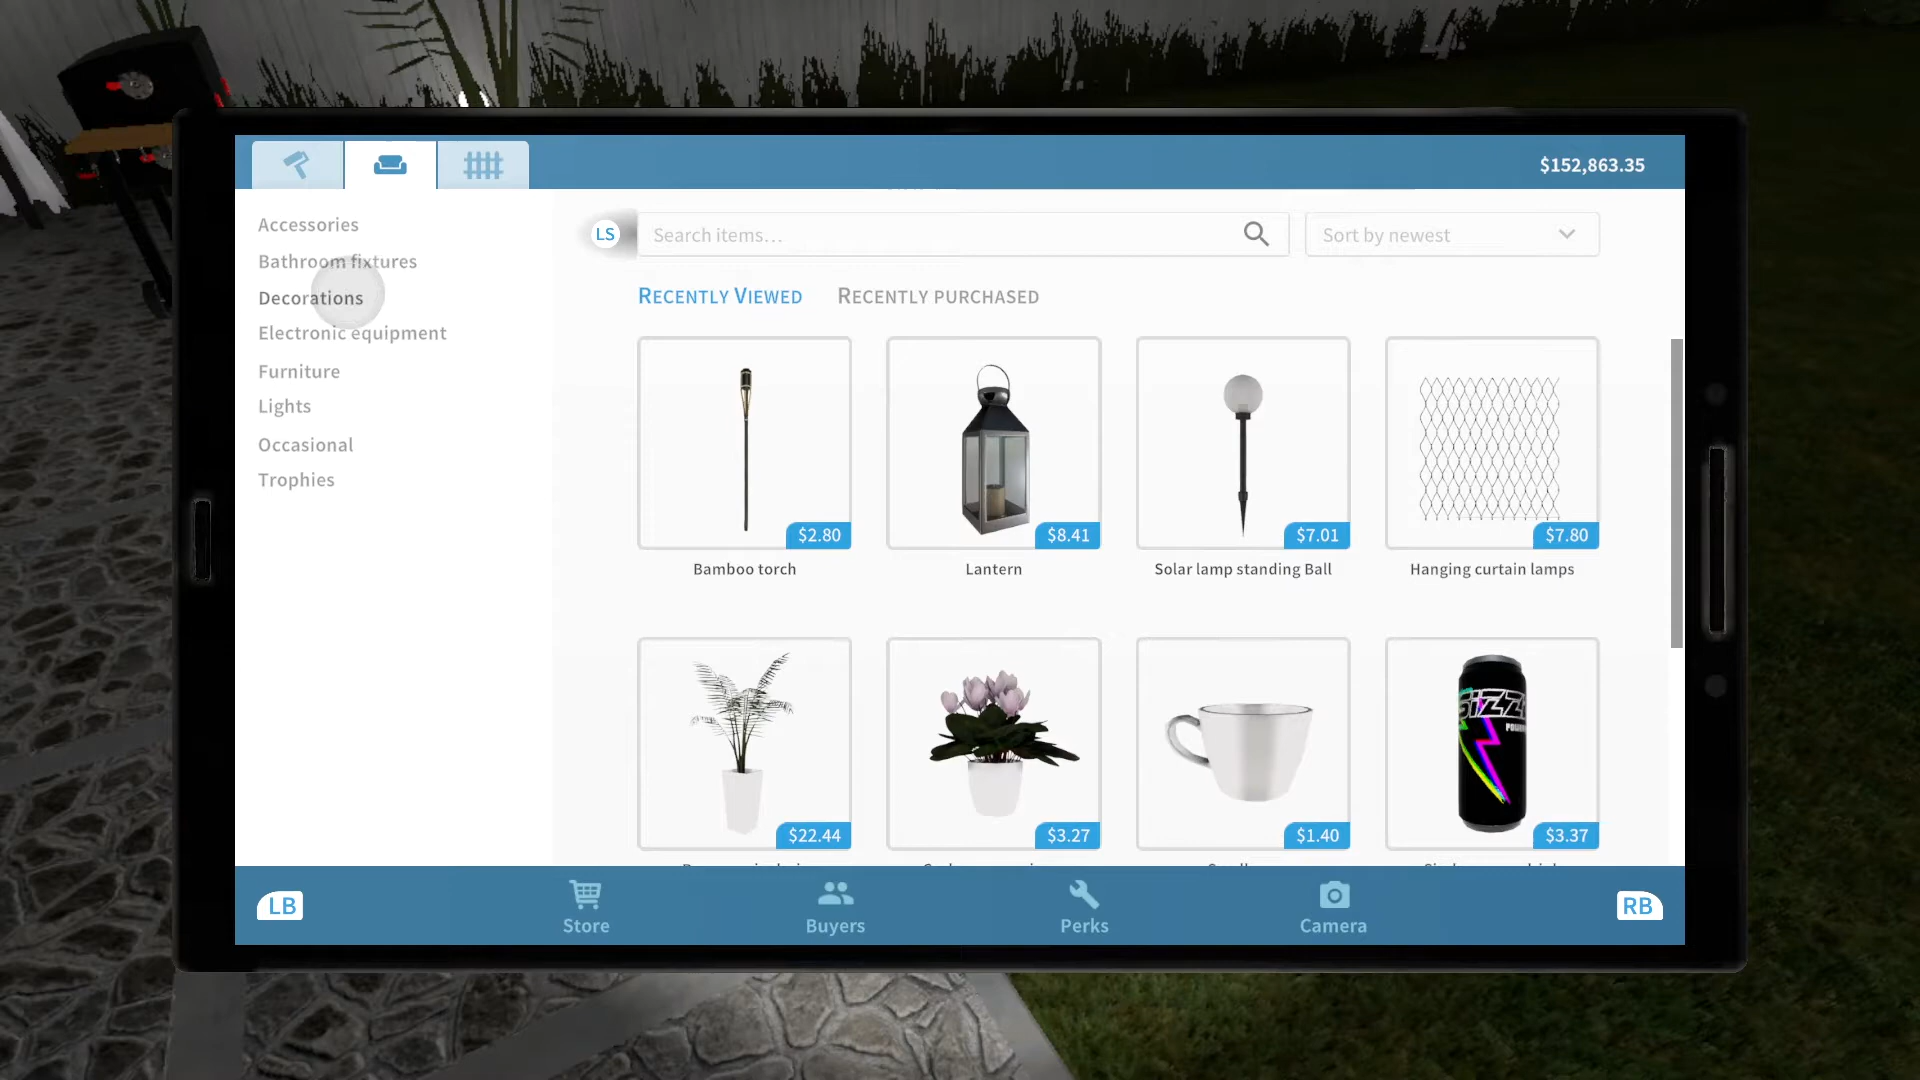 $152,863.35
Accessories
Bathroom fixtures
Decorations
Electronic equipment
Furniture
Lights
Occasional
Trophies
LS
Search items...
Sort by newest
RECENTLY VIEWED
RECENTLY PURCHASED
$2.80
$8.41
$7.01
$7.80
Bamboo torch
Lantern
Solar lamp standing Ball
Hanging curtain lamps
$22.44
$3.27
$1.40
$3.37
LB
Store
Buyers
Perks
Camera
RB